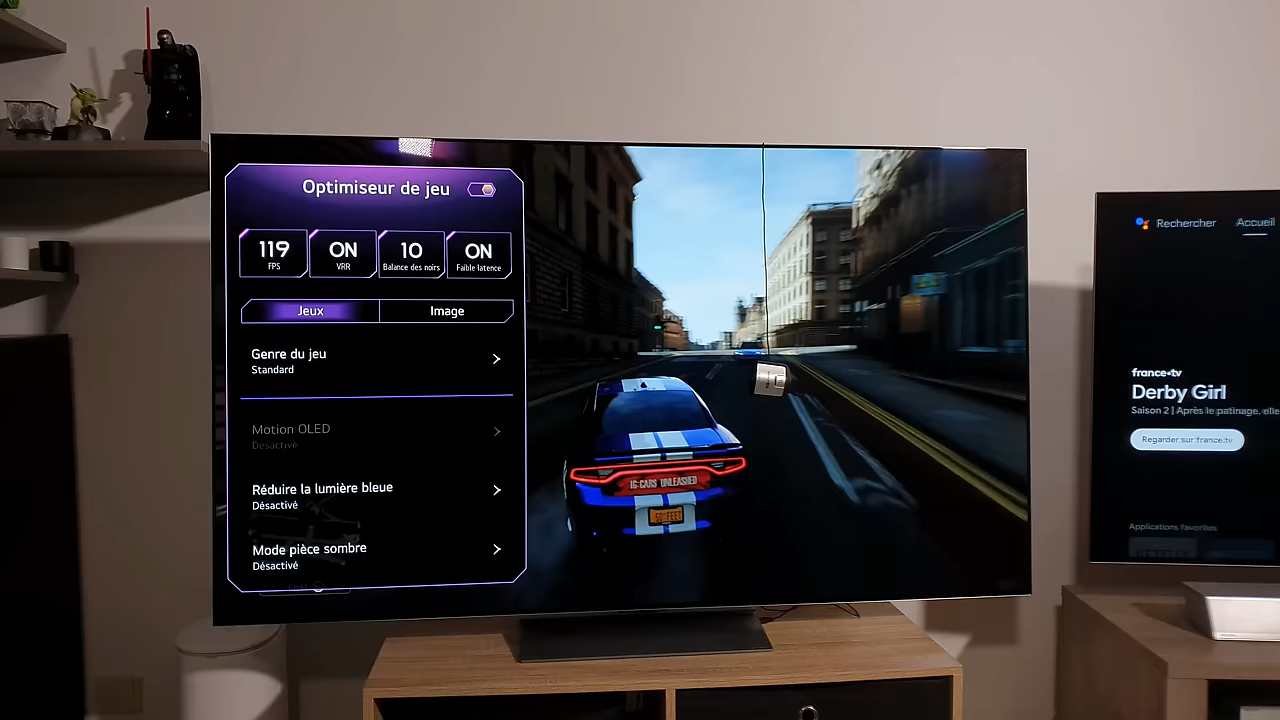 Optimiseur de jeu
119
FPS
ON
VRR
10
Balance des noirs
ON
Faible latence
Jeux
Image
Genre du jeu
Standard
Motion OLED
Désactivé
Réduire la lumière bleue
Désactivé
Mode pièce sombre
Désactivé
IG-CARS UNLEASHED
Rechercher
Accueil
france•tv
Derby Girl
Saison 2 | Après le patinage, elle
Regarder sur france.tv
Applications favorites
NETFLIX